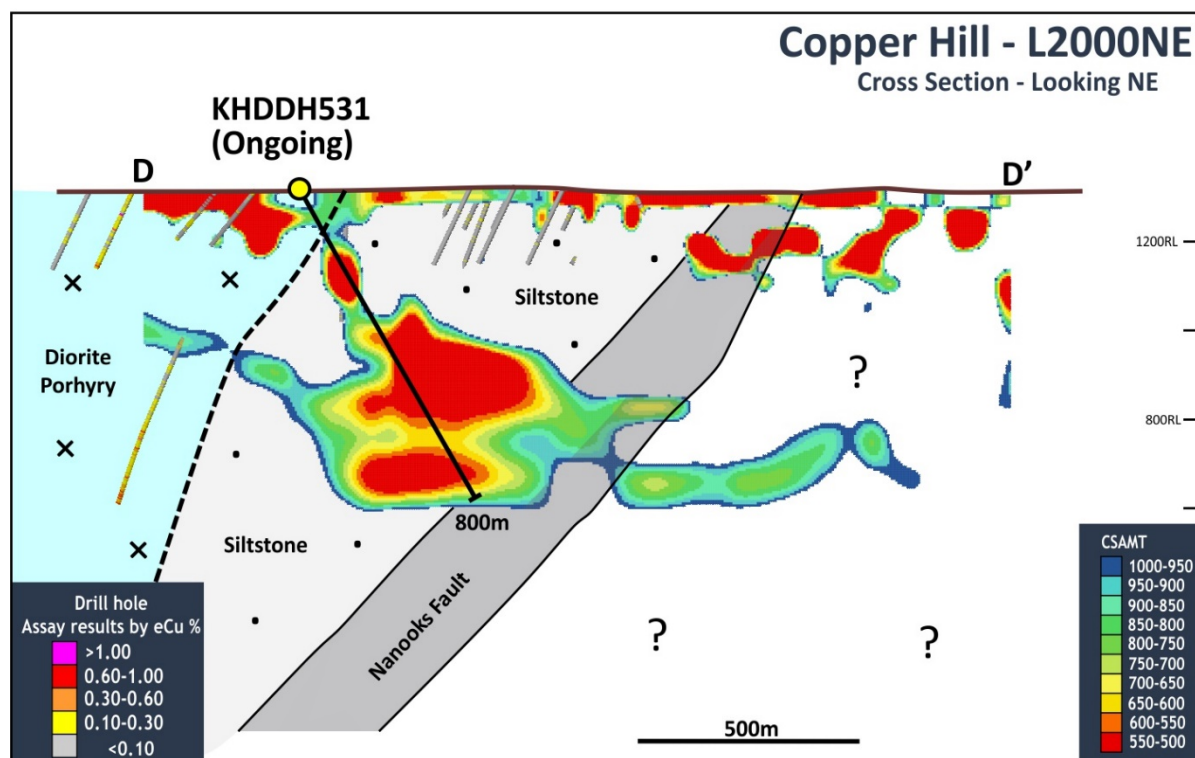 Copper Hill - L2000NE
Cross Section - Looking NE
KHDDH531
(Ongoing)
D
D’
1200RL
Siltstone
Diorite
Porhyry
?
800RL
800m
Siltstone
Nanooks Fault
?
?
500m
Drill hole
Assay results by eCu %
>1.00
0.60-1.00
0.30-0.60
0.10-0.30
<0.10
CSAMT
1000-950
950-900
900-850
850-800
800-750
750-700
700-650
650-600
600-550
550-500